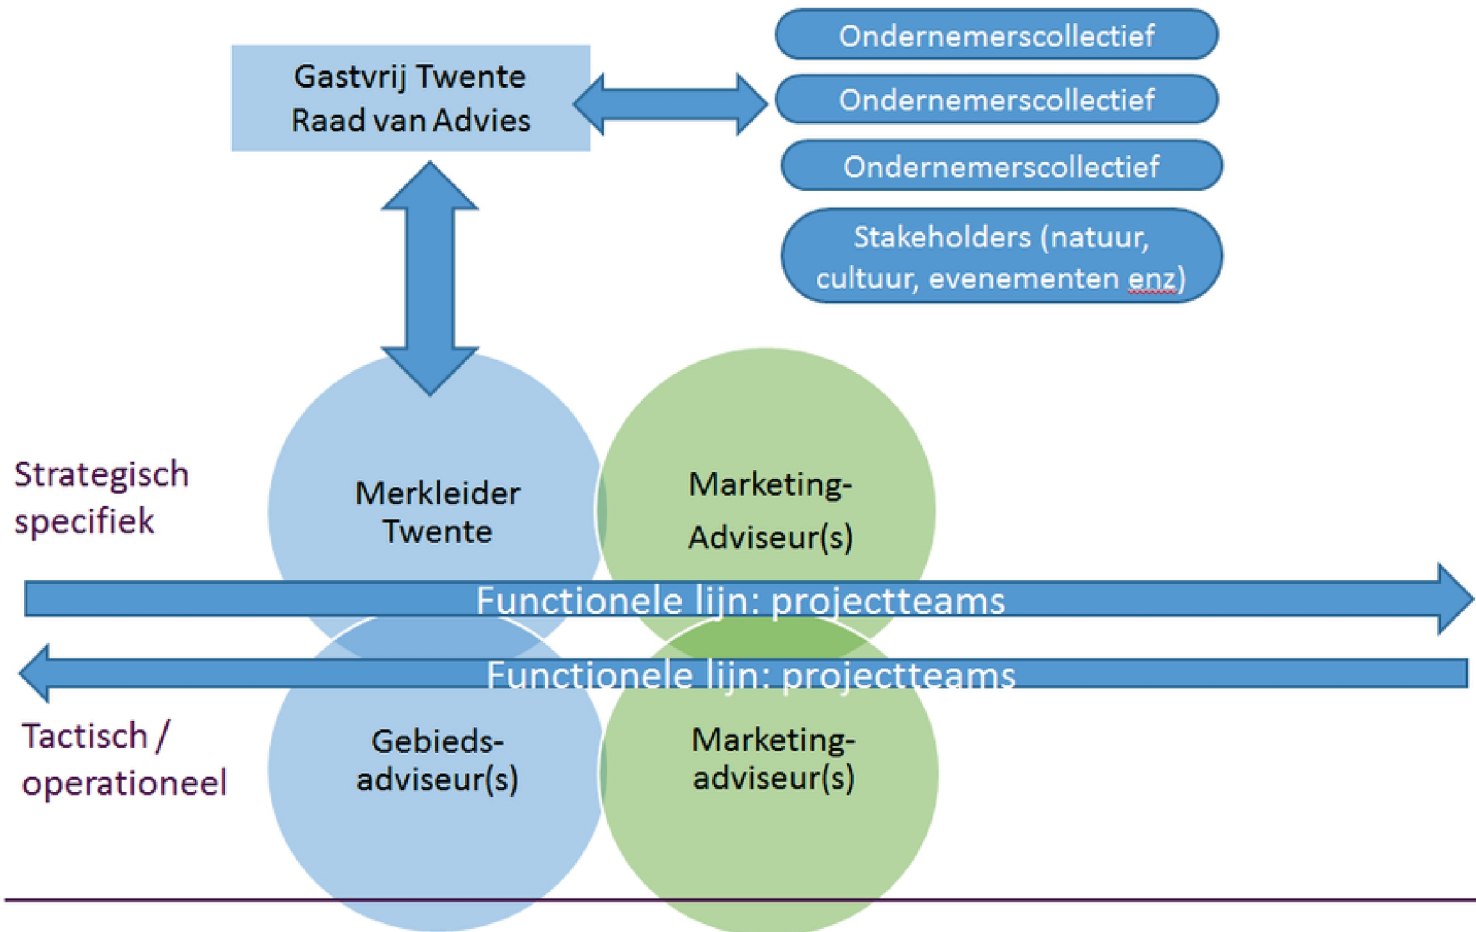 Gastvrij Twente
Raad van Advies
Ondernemerscollectief
Ondernemerscollectief
Ondernemerscollectief
Stakeholders (natuur,
cultuur, evenementen enz)
Strategisch
specifiek
Merkleider
Twente
Marketing-
Adviseur(s)
Functionele lijn: projectteams
Functionele lijn: projectteams
Tactisch /
operationeel
Gebieds-
adviseur(s)
Marketing-
adviseur(s)